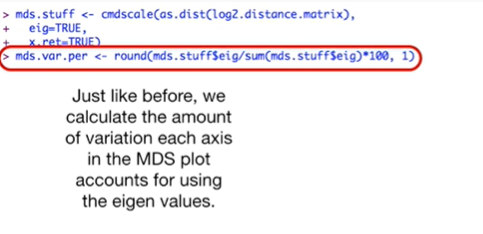 > mds.stuff <- cmdscale(as.dist(log2.distance.matrix),
+   eig=TRUE,
+   x.ret=TRUE)
> mds.var.per <- round(mds.stuff$eig/sum(mds.stuff$eig)*100, 1)
Just like before, we
calculate the amount
of variation each axis
in the MDS plot
accounts for using
the eigen values.